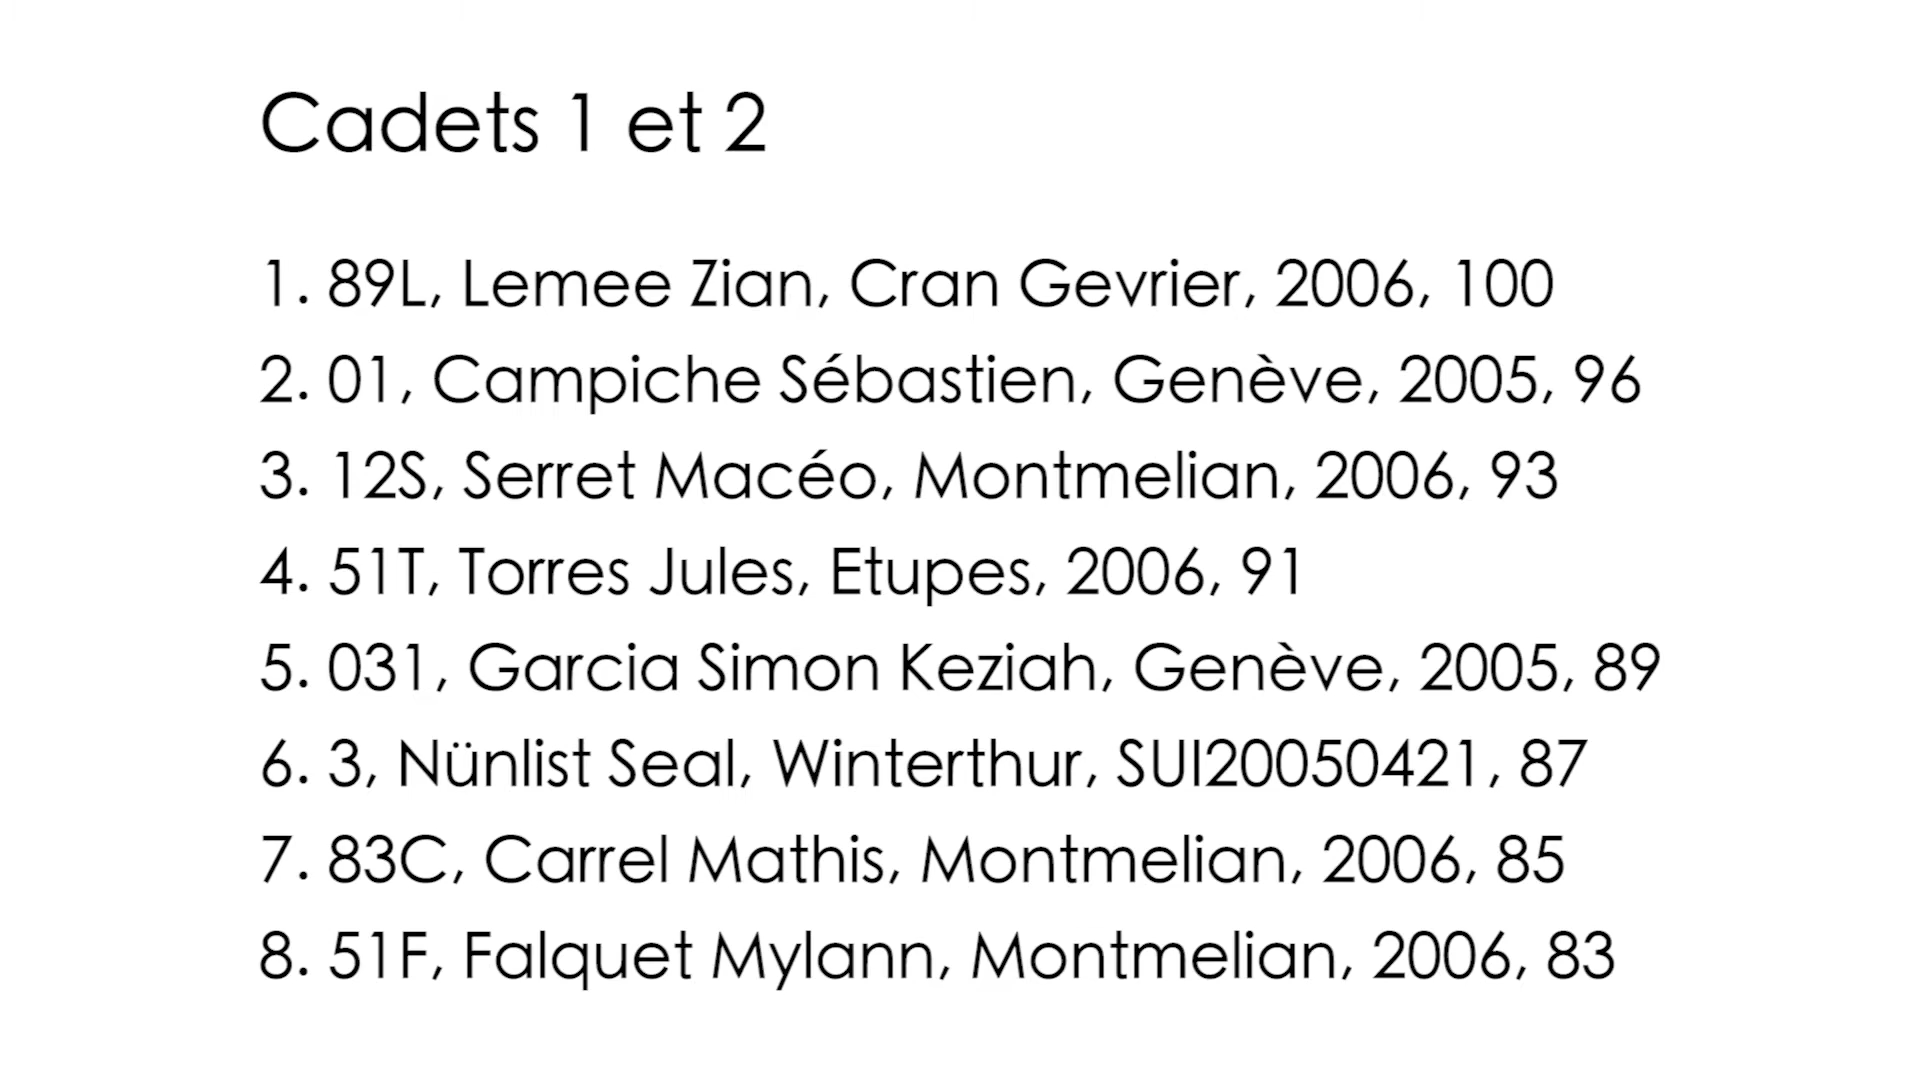 Cadets 1 et 2
1. 89L, Lemee Zian, Cran Gevrier, 2006, 100
2. 01, Campiche Sébastien, Genève, 2005, 96
3. 12S, Serret Macéo, Montmelian, 2006, 93
4. 51T, Torres Jules, Etupes, 2006, 91
5. 031, Garcia Simon Keziah, Genève, 2005, 89
6. 3, Nünlist Seal, Winterthur, SUI20050421, 87
7. 83C, Carrel Mathis, Montmelian, 2006, 85
8. 51F, Falquet Mylann, Montmelian, 2006, 83